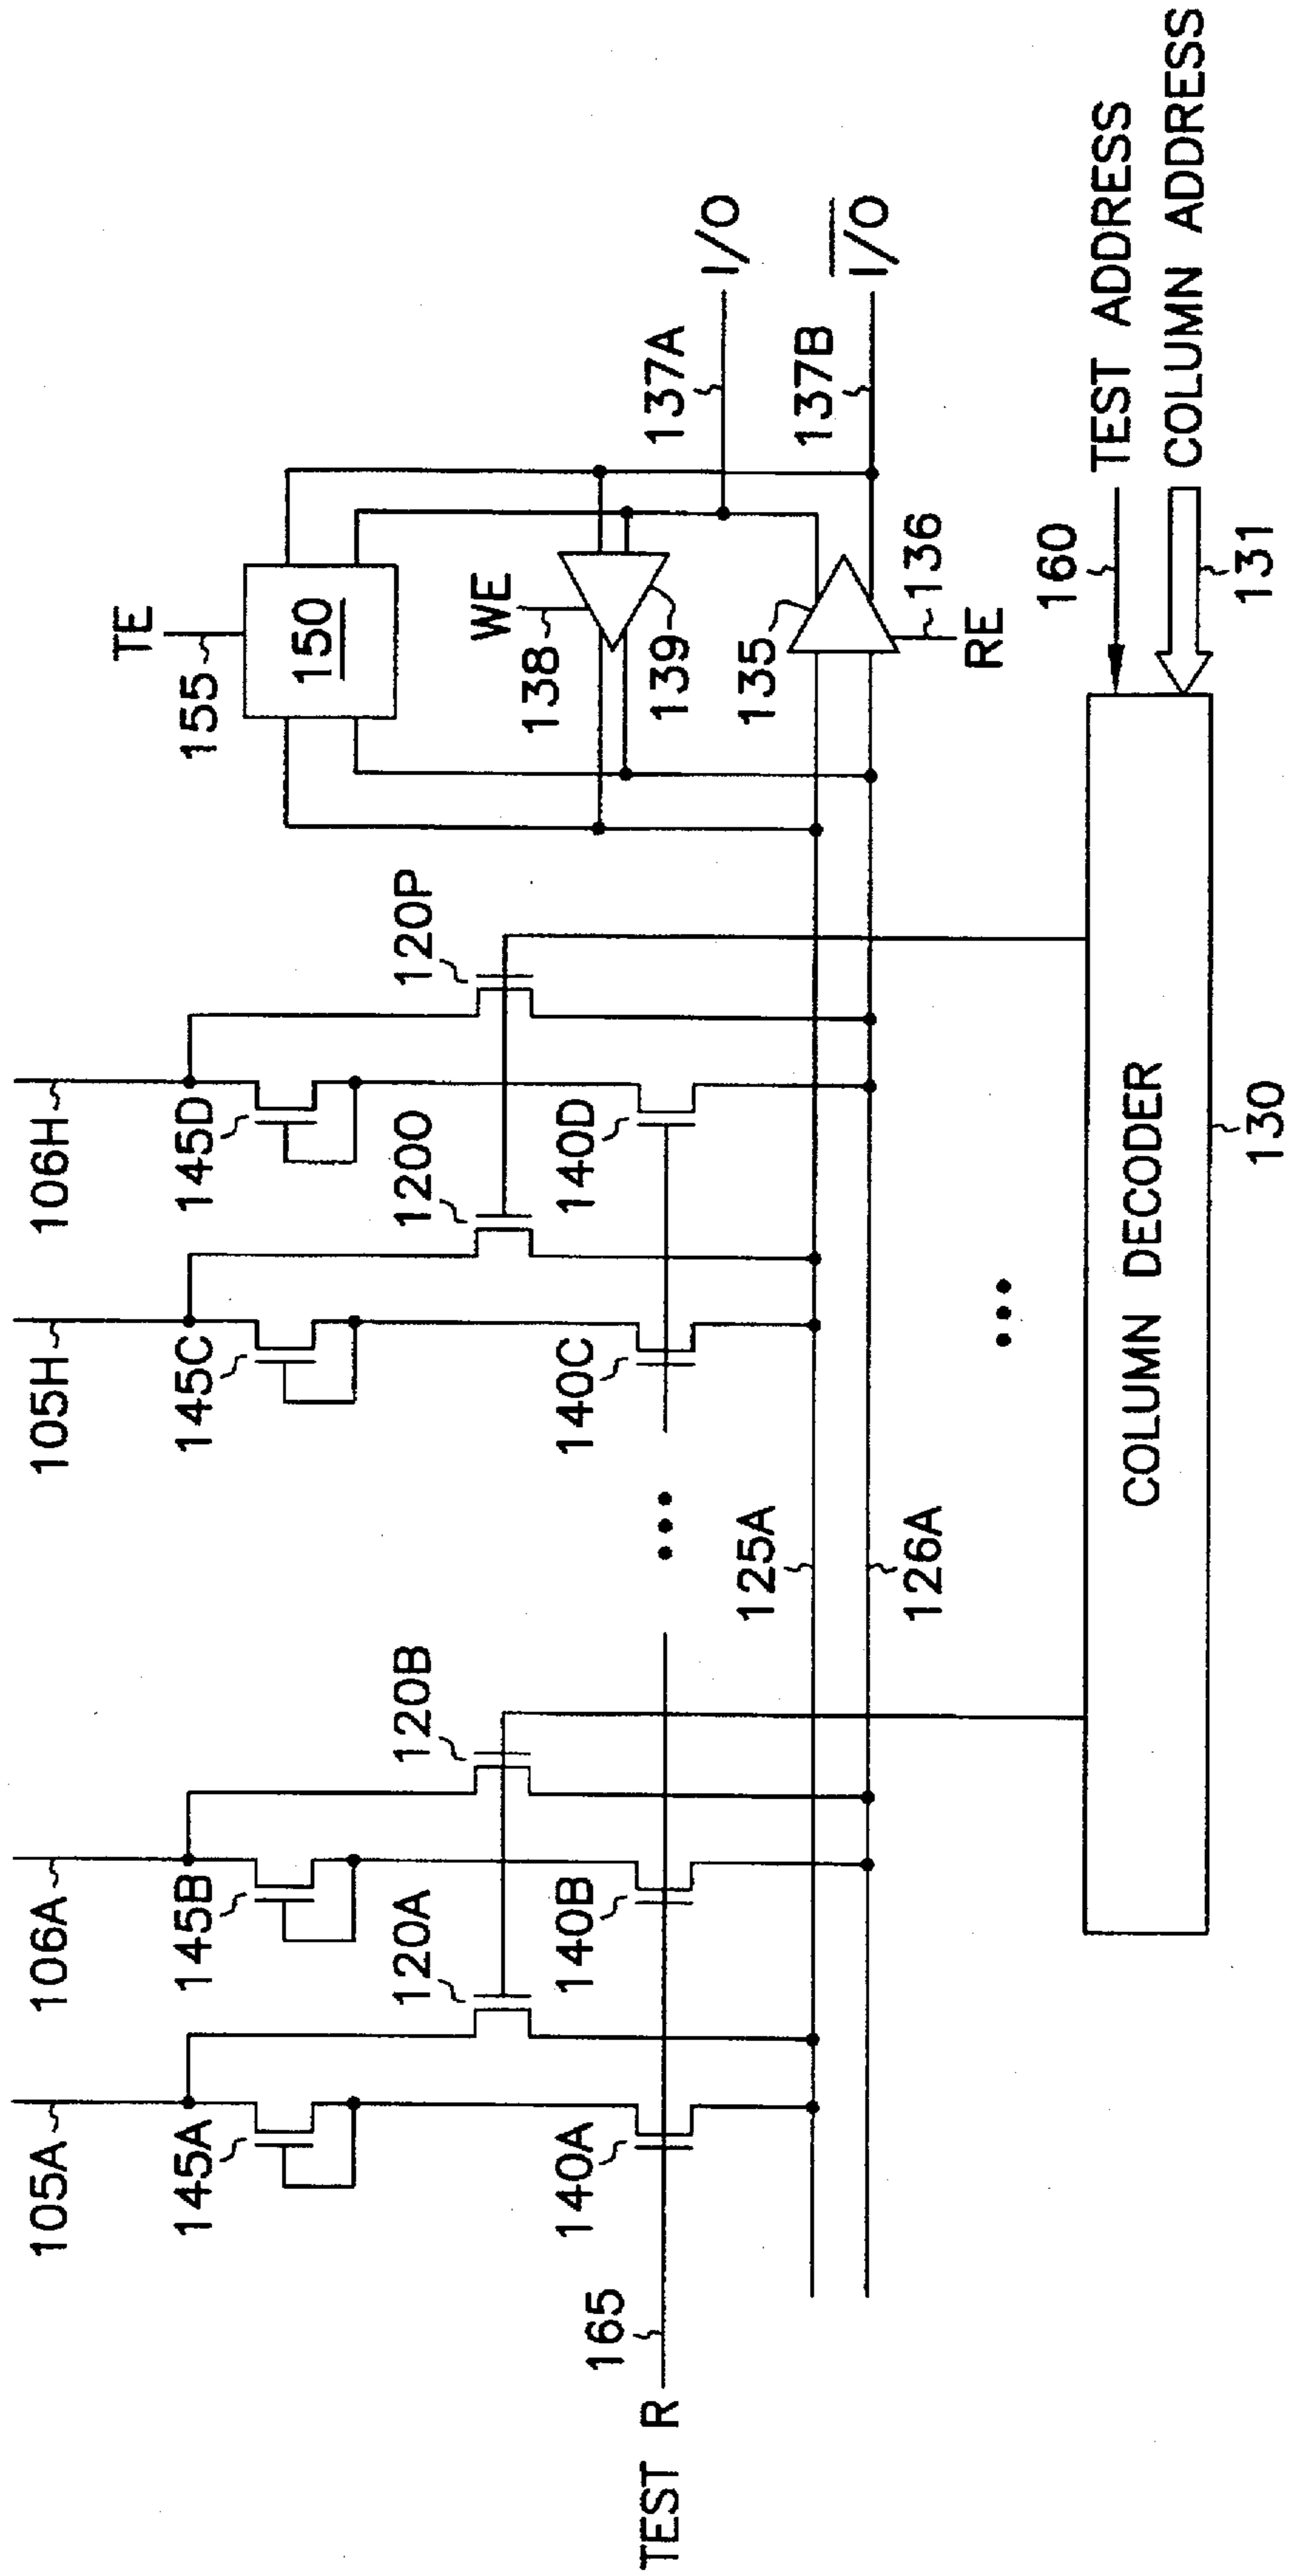 105A
106A
105H
106H
145A
145B
145C
145D
TE
155
150
120A
120B
120O
120P
WE
138
139
140A
140B
140C
140D
TEST R
165
137A
I/O
125A
126A
135
136
RE
137B
I/O
160
TEST ADDRESS
131
COLUMN ADDRESS
COLUMN DECODER
130